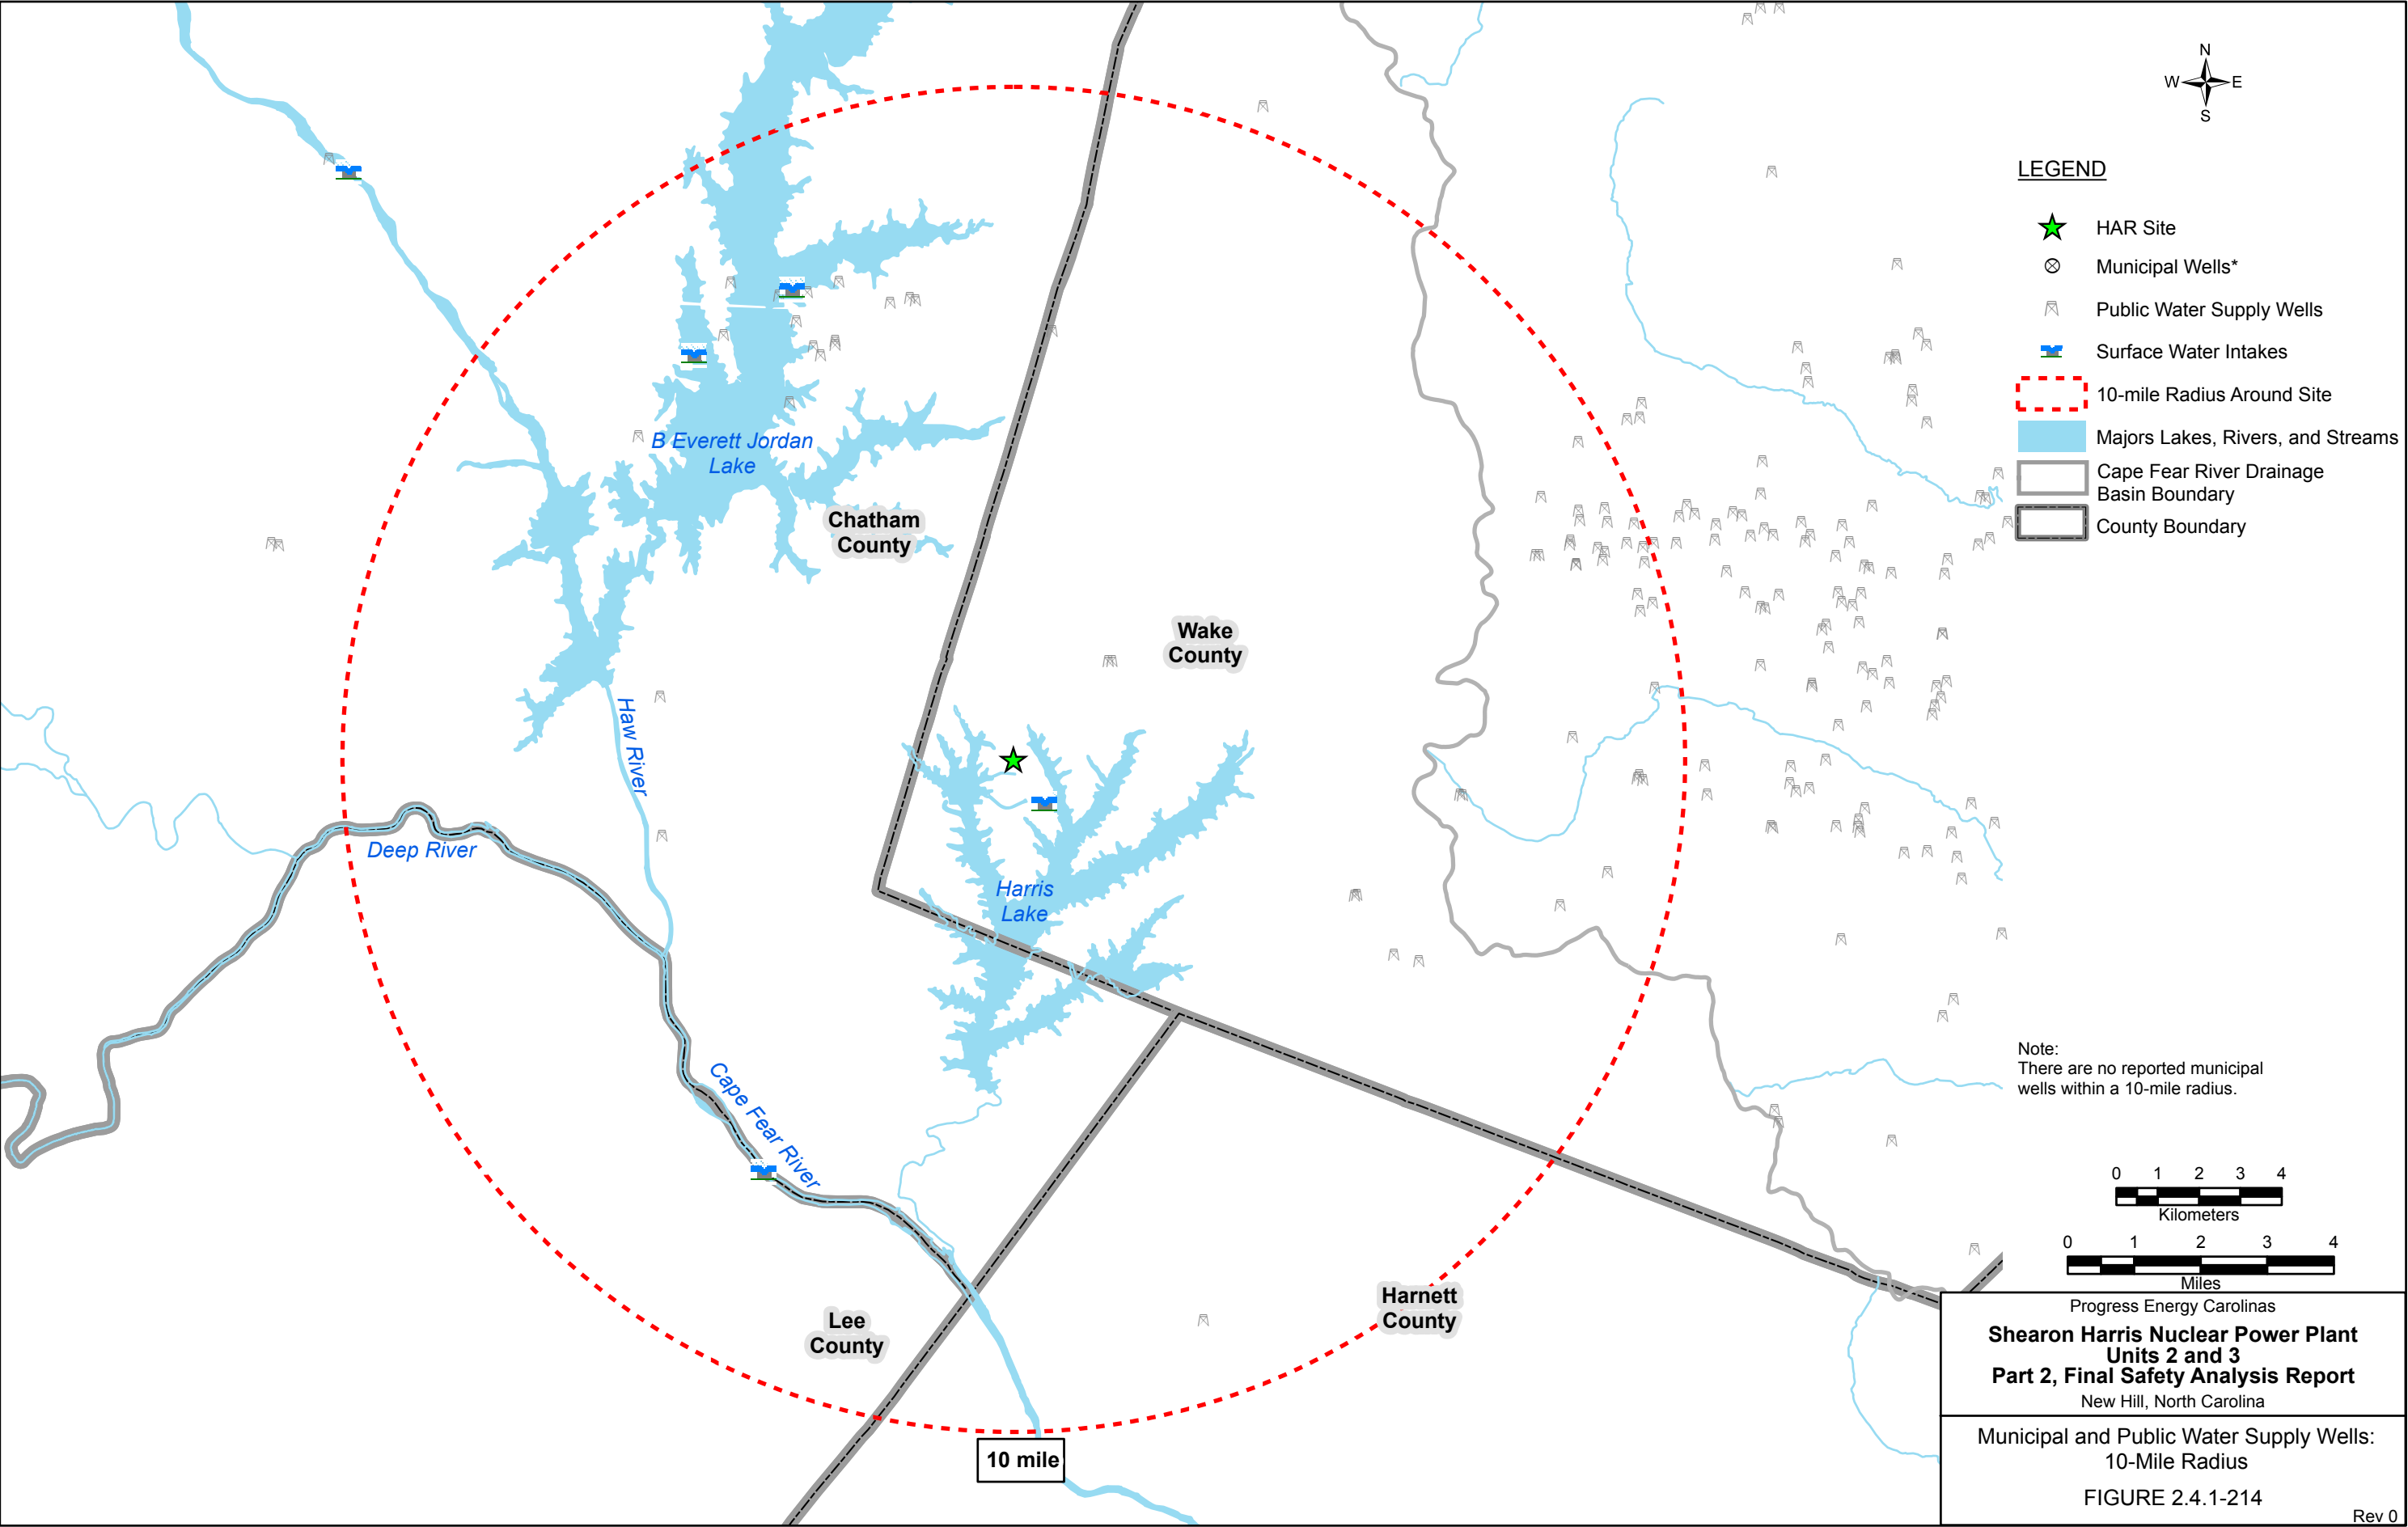 N
W
E
S
LEGEND
HAR Site
Municipal Wells*
Public Water Supply Wells
Surface Water Intakes
10-mile Radius Around Site
Majors Lakes, Rivers, and Streams
Cape Fear River Drainage
Basin Boundary
County Boundary
B Everett Jordan
Lake
Chatham
County
Wake
County
Haw River
Deep River
Harris
Lake
Cape Fear River
Lee
County
Harnett
County
10 mile
Note:
There are no reported municipal
wells within a 10-mile radius.
0 1 2 3 4
Kilometers
0 1 2 3 4
Miles
Progress Energy Carolinas
Shearon Harris Nuclear Power Plant
Units 2 and 3
Part 2, Final Safety Analysis Report
New Hill, North Carolina
Municipal and Public Water Supply Wells:
10-Mile Radius
FIGURE 2.4.1-214
Rev 0